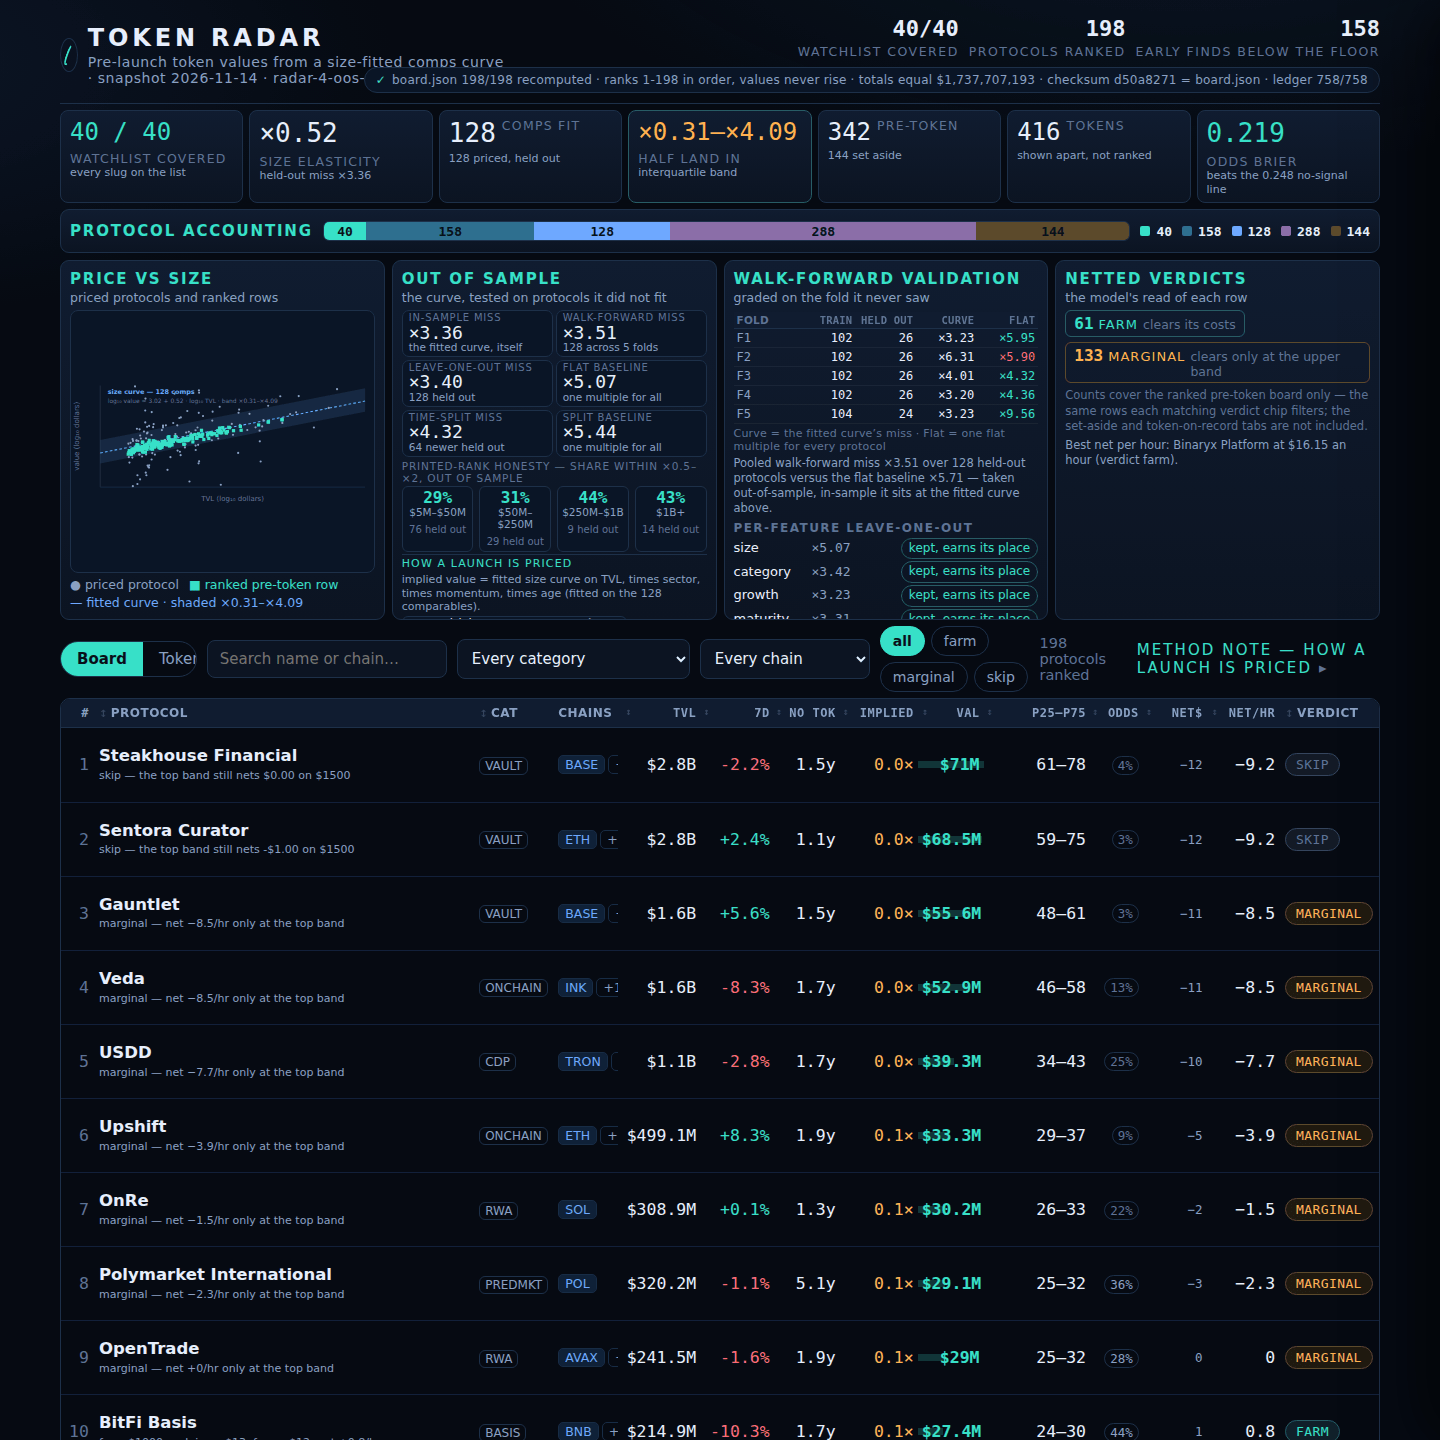 TOKEN RADAR
Pre-launch token values from a size-fitted comps curve
· snapshot 2026-11-14 · radar-4-oos-
40/40
WATCHLIST COVERED
198
PROTOCOLS RANKED
158
EARLY FINDS BELOW THE FLOOR
✓ board.json 198/198 recomputed · ranks 1-198 in order, values never rise · totals equal $1,737,707,193 · checksum d50a8271 = board.json · ledger 758/758
40 / 40
WATCHLIST COVERED
every slug on the list
×0.52
SIZE ELASTICITY
held-out miss ×3.36
128 COMPS FIT
128 priced, held out
×0.31–×4.09
HALF LAND IN
interquartile band
342 PRE-TOKEN
144 set aside
416 TOKENS
shown apart, not ranked
0.219
ODDS BRIER
beats the 0.248 no-signal
line
PROTOCOL ACCOUNTING 40 158 128 288 144 40 158 128 288 144
PRICE VS SIZE
priced protocols and ranked rows
size curve — 128 comps
log₁₀ value = 3.02 + 0.52 · log₁₀ TVL · band ×0.31–×4.09
value (log₁₀ dollars)
TVL (log₁₀ dollars)
● priced protocol ■ ranked pre-token row
— fitted curve · shaded ×0.31–×4.09
OUT OF SAMPLE
the curve, tested on protocols it did not fit
IN-SAMPLE MISS
×3.36
the fitted curve, itself
WALK-FORWARD MISS
×3.51
128 across 5 folds
LEAVE-ONE-OUT MISS
×3.40
128 held out
FLAT BASELINE
×5.07
one multiple for all
TIME-SPLIT MISS
×4.32
64 newer held out
SPLIT BASELINE
×5.44
one multiple for all
PRINTED-RANK HONESTY — SHARE WITHIN ×0.5–
×2, OUT OF SAMPLE
29%
$5M–$50M
76 held out
31%
$50M–
$250M
29 held out
44%
$250M–$1B
9 held out
43%
$1B+
14 held out
HOW A LAUNCH IS PRICED
implied value = fitted size curve on TVL, times sector,
times momentum, times age (fitted on the 128
comparables).
WALK-FORWARD VALIDATION
graded on the fold it never saw
FOLD TRAIN HELD OUT CURVE FLAT
F1 102 26 ×3.23 ×5.95
F2 102 26 ×6.31 ×5.90
F3 102 26 ×4.01 ×4.32
F4 102 26 ×3.20 ×4.36
F5 104 24 ×3.23 ×9.56
Curve = the fitted curve's miss · Flat = one flat
multiple for every protocol
Pooled walk-forward miss ×3.51 over 128 held-out
protocols versus the flat baseline ×5.71 — taken
out-of-sample, in-sample it sits at the fitted curve
above.
PER-FEATURE LEAVE-ONE-OUT
size ×5.07 kept, earns its place
category ×3.42 kept, earns its place
growth ×3.23 kept, earns its place
maturity ×3.31 kept, earns its place
NETTED VERDICTS
the model's read of each row
61 FARM clears its costs
133 MARGINAL clears only at the upper
band
Counts cover the ranked pre-token board only — the
same rows each matching verdict chip filters; the
set-aside and token-on-record tabs are not included.
Best net per hour: Binaryx Platform at $16.15 an
hour (verdict farm).
Board Token Search name or chain… Every category Every chain
all farm
marginal skip
198
protocols
ranked
METHOD NOTE — HOW A
LAUNCH IS PRICED ▸
# ↕ PROTOCOL ↕ CAT CHAINS ↕ TVL ↕ 7D ↕ NO TOK ↕ IMPLIED ↕ VAL ↕ P25–P75 ↕ ODDS ↕ NET$ ↕ NET/HR ↕ VERDICT
1 Steakhouse Financial VAULT BASE $2.8B -2.2% 1.5y 0.0× $71M 61–78 4% −12 −9.2 SKIP
skip — the top band still nets $0.00 on $1500
2 Sentora Curator VAULT ETH + $2.8B +2.4% 1.1y 0.0× $68.5M 59–75 3% −12 −9.2 SKIP
skip — the top band still nets -$1.00 on $1500
3 Gauntlet VAULT BASE $1.6B +5.6% 1.5y 0.0× $55.6M 48–61 3% −11 −8.5 MARGINAL
marginal — net −8.5/hr only at the top band
4 Veda ONCHAIN INK +1 $1.6B -8.3% 1.7y 0.0× $52.9M 46–58 13% −11 −8.5 MARGINAL
marginal — net −8.5/hr only at the top band
5 USDD CDP TRON $1.1B -2.8% 1.7y 0.0× $39.3M 34–43 25% −10 −7.7 MARGINAL
marginal — net −7.7/hr only at the top band
6 Upshift ONCHAIN ETH + $499.1M +8.3% 1.9y 0.1× $33.3M 29–37 9% −5 −3.9 MARGINAL
marginal — net −3.9/hr only at the top band
7 OnRe RWA SOL $308.9M +0.1% 1.3y 0.1× $30.2M 26–33 22% −2 −1.5 MARGINAL
marginal — net −1.5/hr only at the top band
8 Polymarket International PREDMKT POL $320.2M -1.1% 5.1y 0.1× $29.1M 25–32 36% −3 −2.3 MARGINAL
marginal — net −2.3/hr only at the top band
9 OpenTrade RWA AVAX $241.5M -1.6% 1.9y 0.1× $29M 25–32 28% 0 0 MARGINAL
marginal — net +0/hr only at the top band
10 BitFi Basis BASIS BNB + $214.9M -10.3% 1.7y 0.1× $27.4M 24–30 44% 1 0.8 FARM